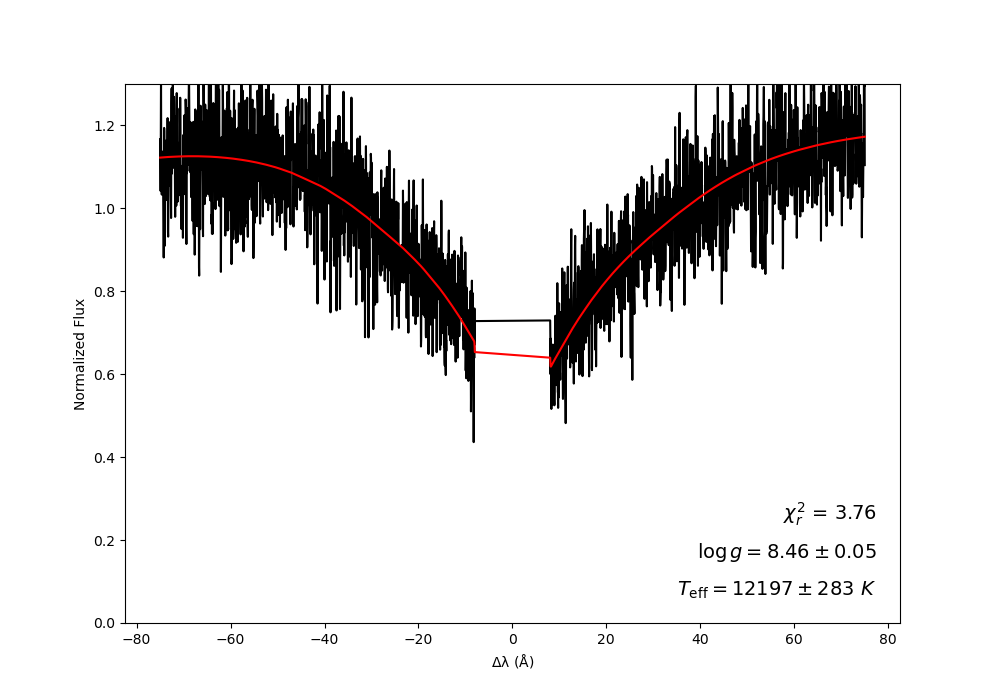 1.2
1.0
0.8
0.6
0.4
0.2
0.0
Normalized Flux
χ²ᵣ = 3.76
log g = 8.46 ± 0.05
T_eff = 12197 ± 283 K
−80 −60 −40 −20 0 20 40 60 80
Δλ (Å)